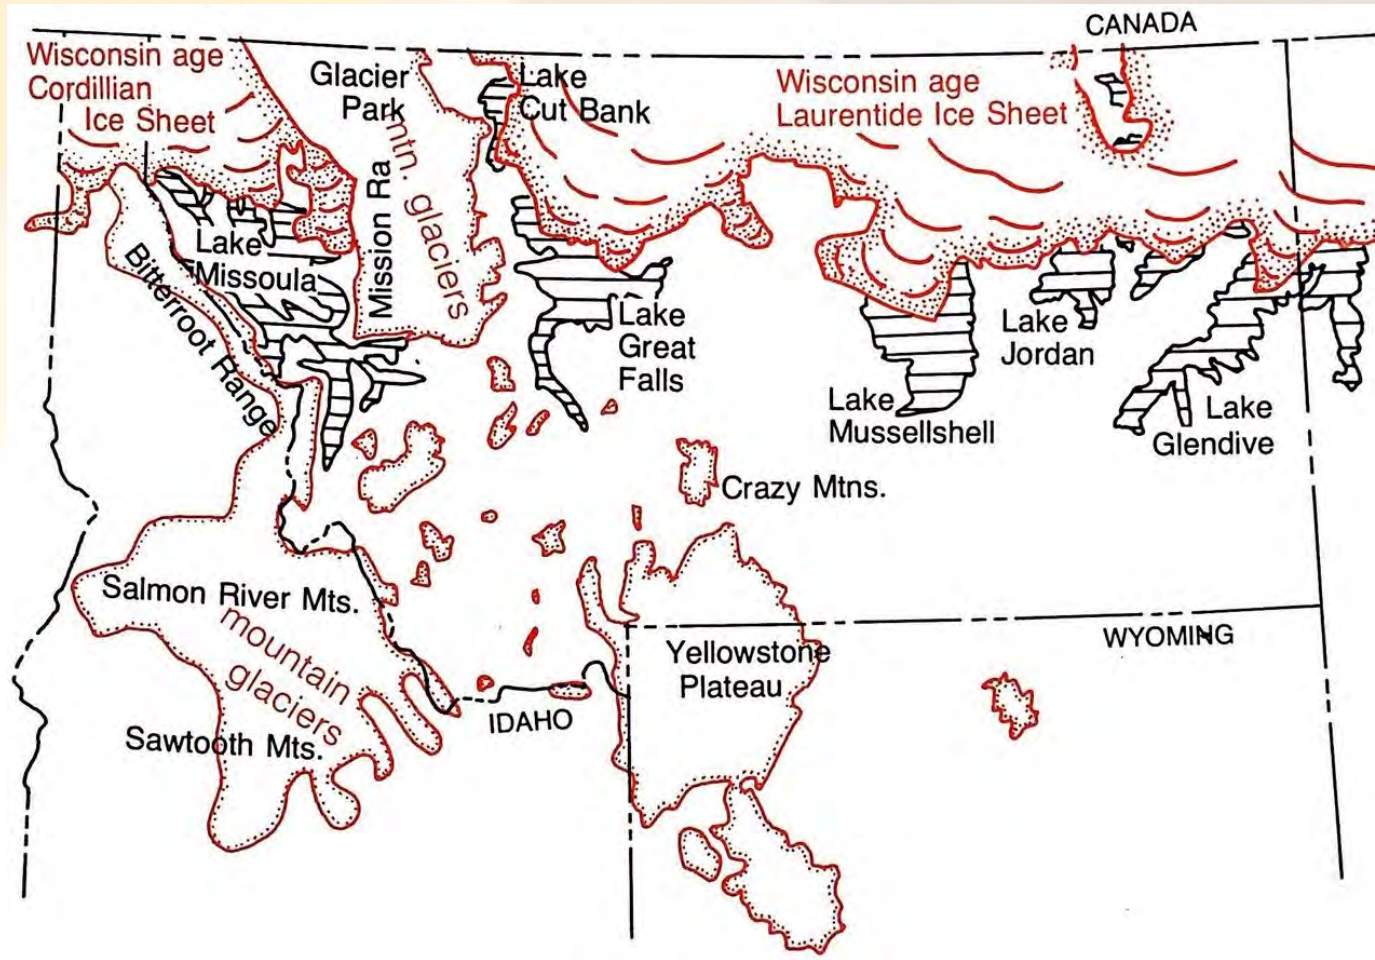 CANADA
Wisconsin age
Cordillian
Ice Sheet
Glacier
Park
mtn glaciers
Mission Ra
Lake
Cut Bank
Wisconsin age
Laurentide Ice Sheet
Lake
Missoula
Bitterroot Range
Lake
Great
Falls
Lake
Mussellshell
Lake
Jordan
Lake
Glendive
Crazy Mtns.
Salmon River Mts.
mountain
glaciers
Sawtooth Mts.
IDAHO
Yellowstone
Plateau
WYOMING